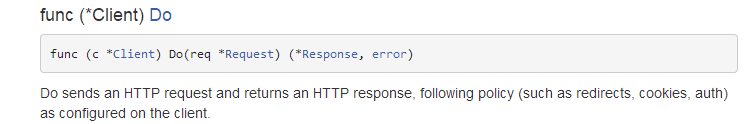 func (*Client) Do
func (c *Client) Do(req *Request) (*Response, error)
Do sends an HTTP request and returns an HTTP response, following policy (such as redirects, cookies, auth)
as configured on the client.